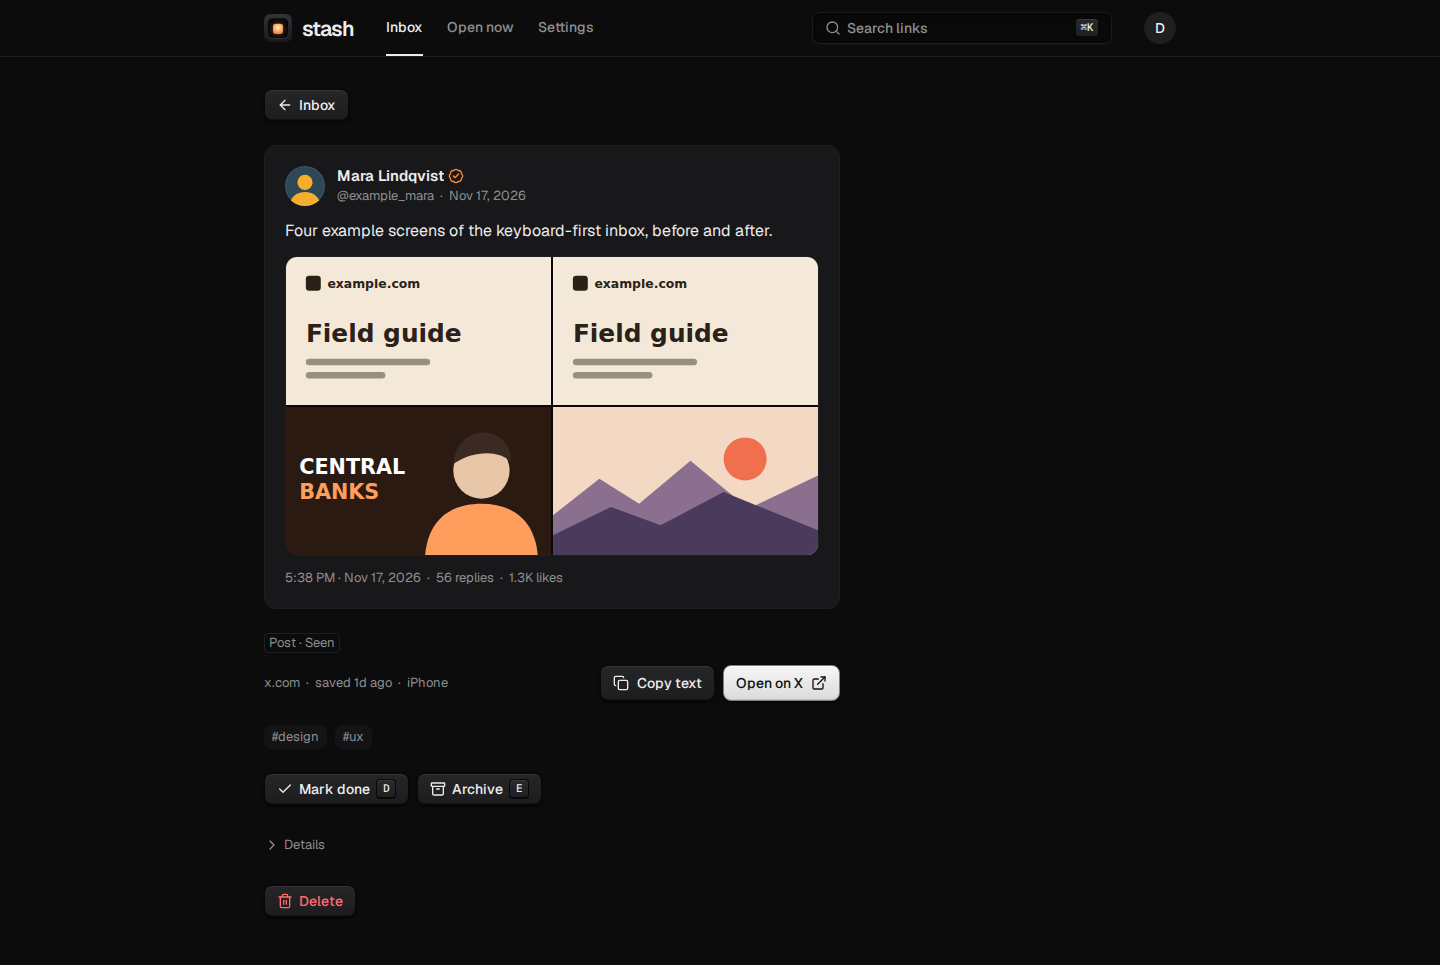 stash
Inbox
Open now
Settings
Search links
⌘K
D
Inbox
Mara Lindqvist
@example_mara · Nov 17, 2026
Four example screens of the keyboard-first inbox, before and after.
example.com
Field guide
example.com
Field guide
CENTRAL
BANKS
5:38 PM · Nov 17, 2026 · 56 replies · 1.3K likes
Post · Seen
x.com · saved 1d ago · iPhone
Copy text
Open on X
#design
#ux
Mark done D
Archive E
Details
Delete